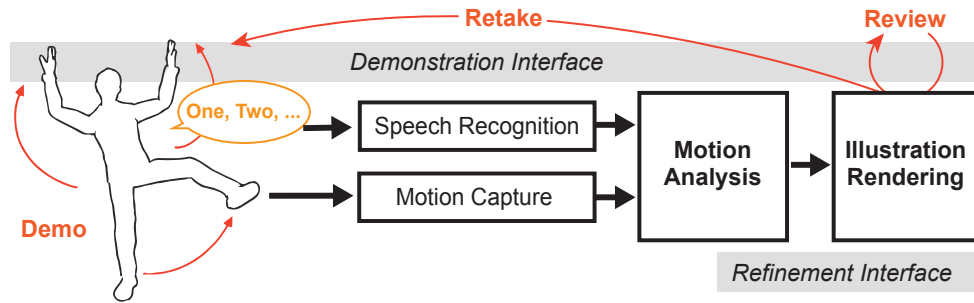 Retake
Review
Demonstration Interface
One, Two, ...
Speech Recognition
Motion
Analysis
Illustration
Rendering
Motion Capture
Demo
Refinement Interface